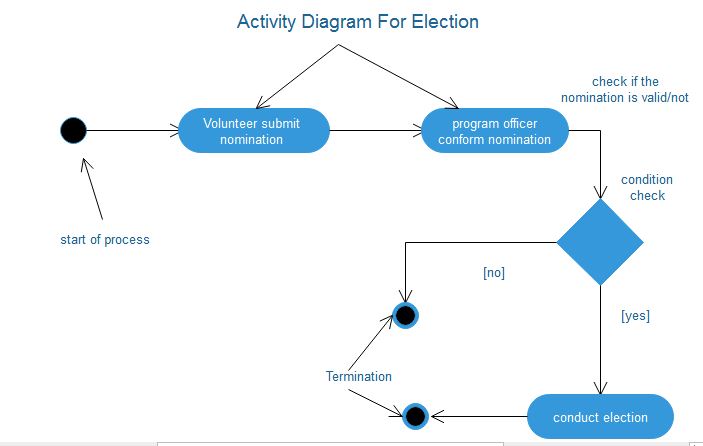 Activity Diagram For Election
check if the
nomination is valid/not
Volunteer submit
nomination
program officer
conform nomination
condition
check
start of process
[no]
[yes]
Termination
conduct election